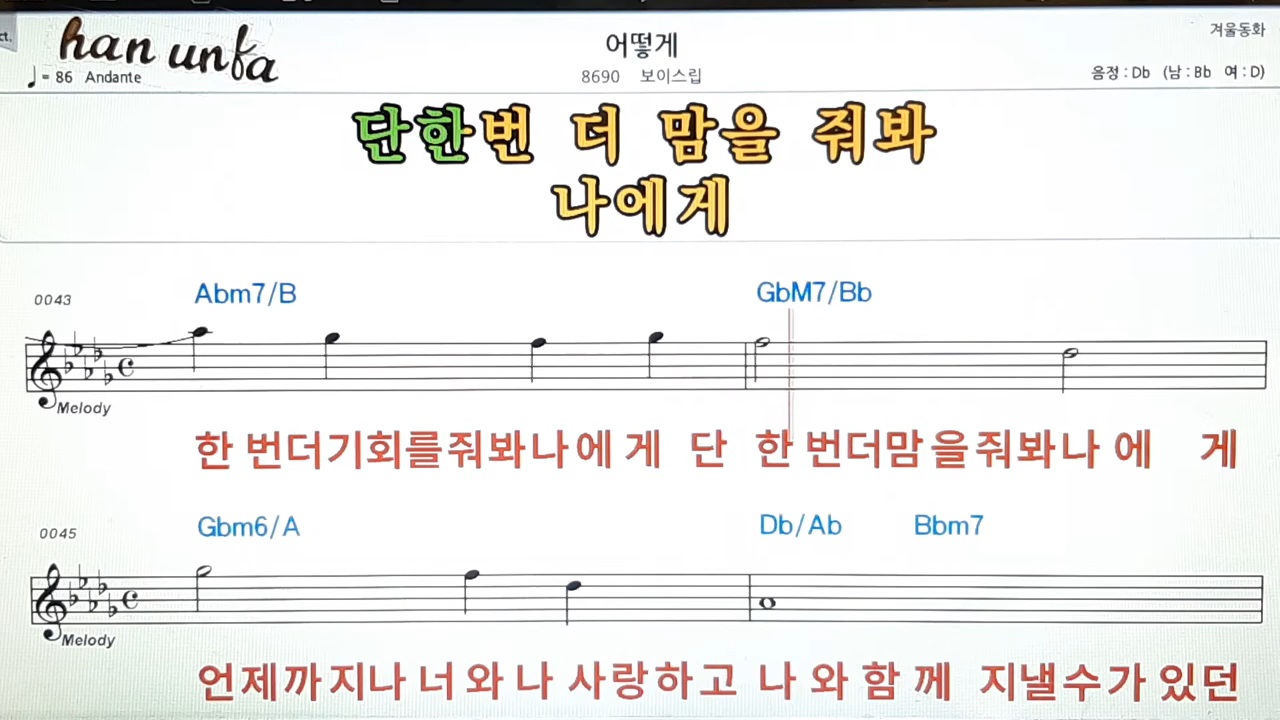 ct.
han unfa
어떻게
겨울동화
♩= 86 Andante
8690 보이스립
음정 : Db (남 : Bb 여 : D)
단한번 더 맘을 줘봐
나에게
0043
Abm7/B GbM7/Bb
Melody
한 번더기회를줘봐나에 게 단 한 번더맘을줘봐나 에 게
0045
Gbm6/A Db/Ab Bbm7
Melody
언제까지나 너 와 나 사랑하고 나 와 함 께 지낼수가 있던